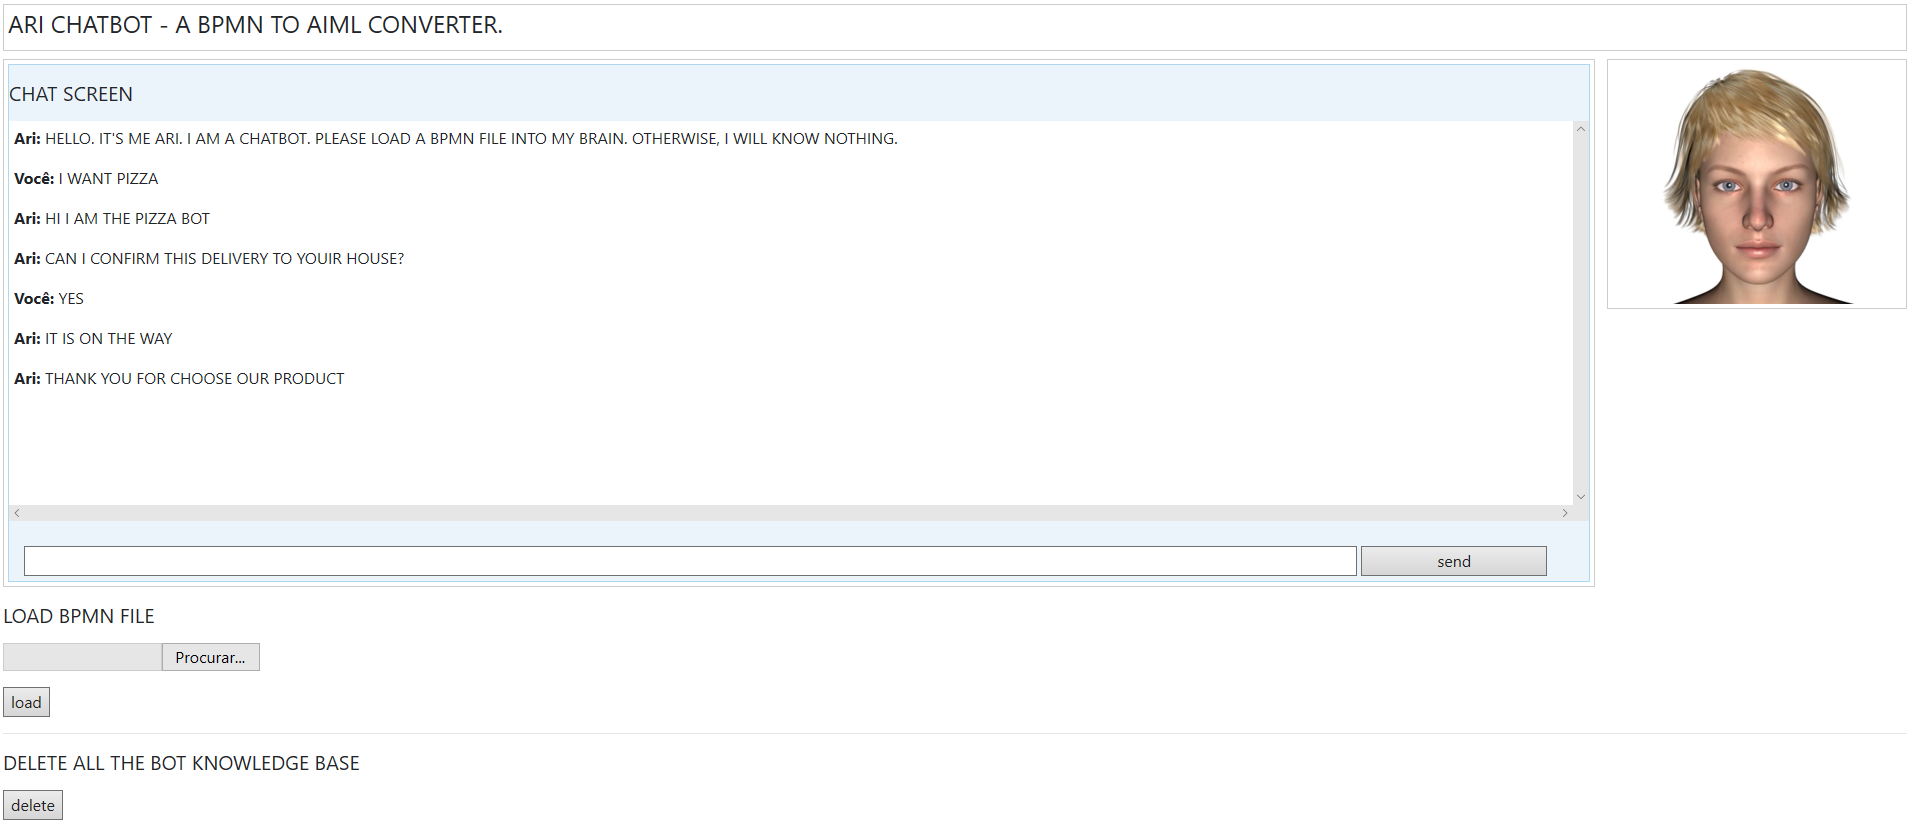 ARI CHATBOT - A BPMN TO AIML CONVERTER.
CHAT SCREEN
Ari: HELLO. IT'S ME ARI. I AM A CHATBOT. PLEASE LOAD A BPMN FILE INTO MY BRAIN. OTHERWISE, I WILL KNOW NOTHING.
Você: I WANT PIZZA
Ari: HI I AM THE PIZZA BOT
Ari: CAN I CONFIRM THIS DELIVERY TO YOUIR HOUSE?
Você: YES
Ari: IT IS ON THE WAY
Ari: THANK YOU FOR CHOOSE OUR PRODUCT
send
LOAD BPMN FILE
Procurar...
load
DELETE ALL THE BOT KNOWLEDGE BASE
delete